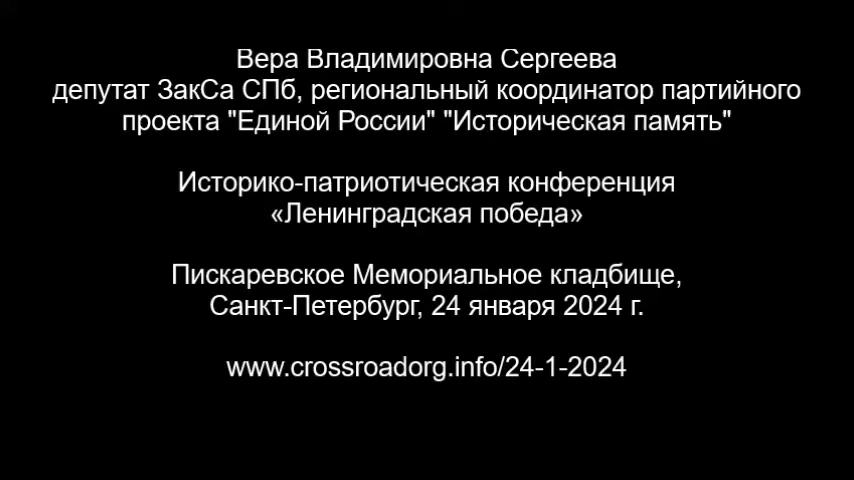 Вера Владимировна Сергеева
депутат ЗакСа СПб, региональный координатор партийного
проекта "Единой России" "Историческая память"
Историко-патриотическая конференция
«Ленинградская победа»
Пискаревское Мемориальное кладбище,
Санкт-Петербург, 24 января 2024 г.
www.crossroadorg.info/24-1-2024